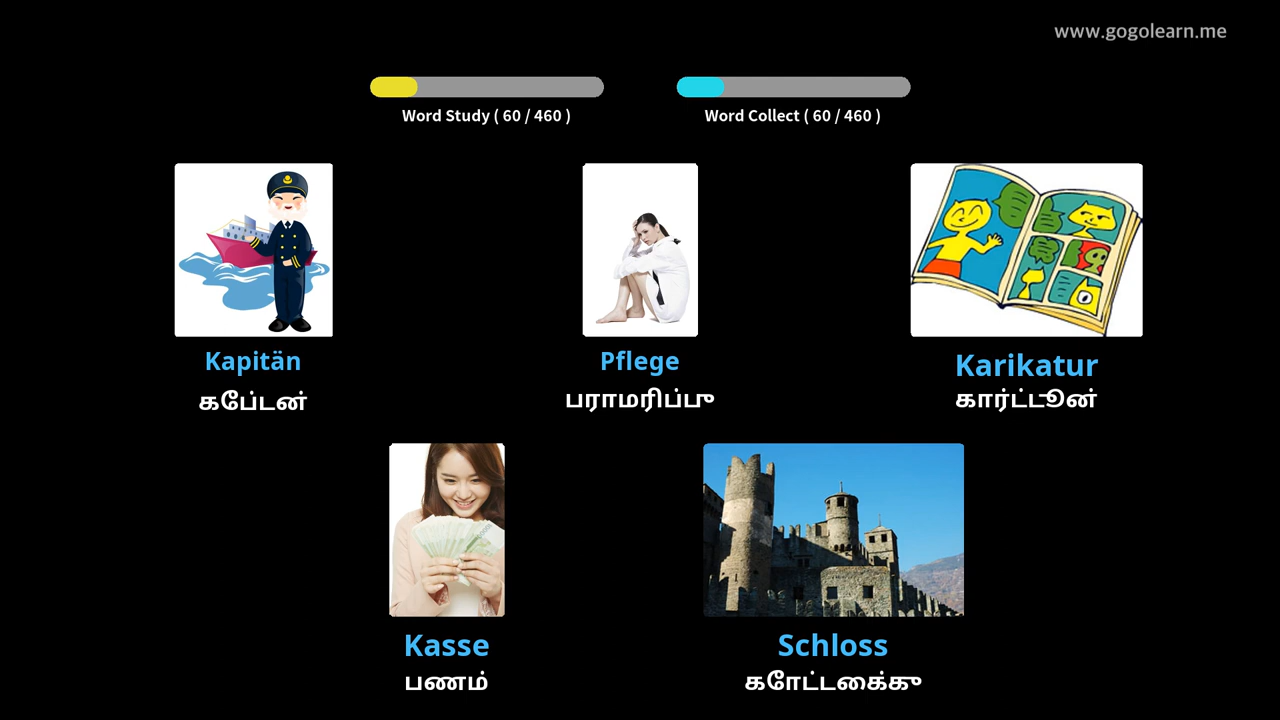 www.gogolearn.me
Word Study ( 60 / 460 )
Word Collect ( 60 / 460 )
Kapitän
கபே்டன்
Pflege
பராமரிப்பு
Karikatur
கார்ட்டூன்
Kasse
பணம்
Schloss
கோட்டகை்கு